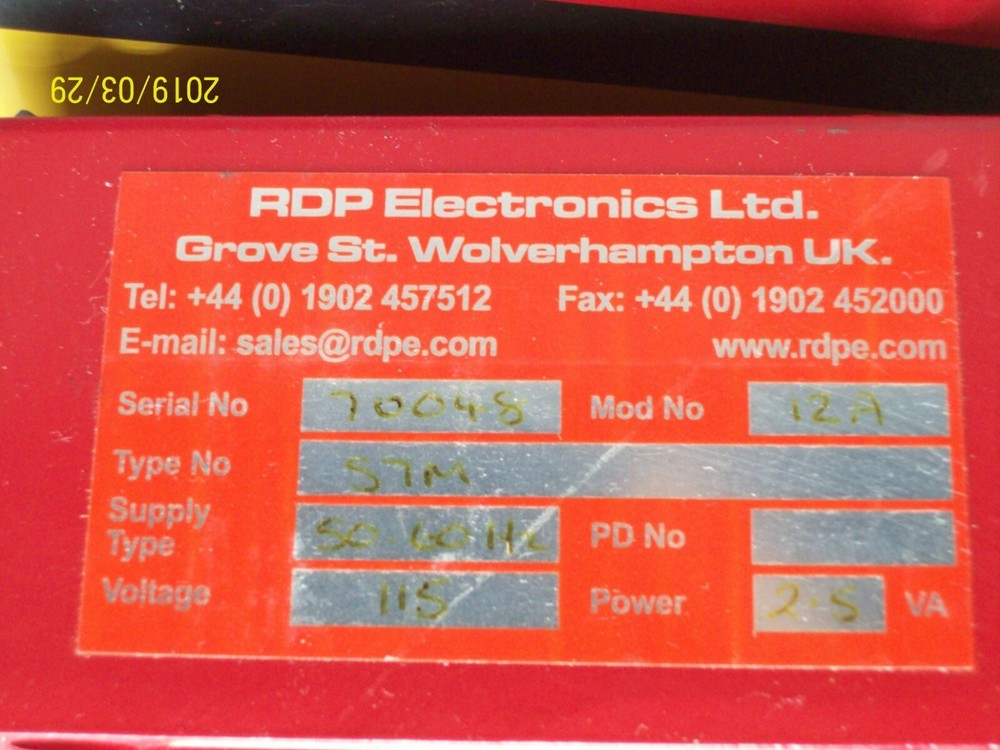 2019/03/29
RDP Electronics Ltd.
Grove St. Wolverhampton UK.
Tel: +44 (0) 1902 457512 Fax: +44 (0) 1902 452000
E-mail: sales@rdpe.com www.rdpe.com
Serial No 70048 Mod No 12A
Type No S7M
Supply Type 50-60Hz PD No
Voltage 115 Power 2.5 VA